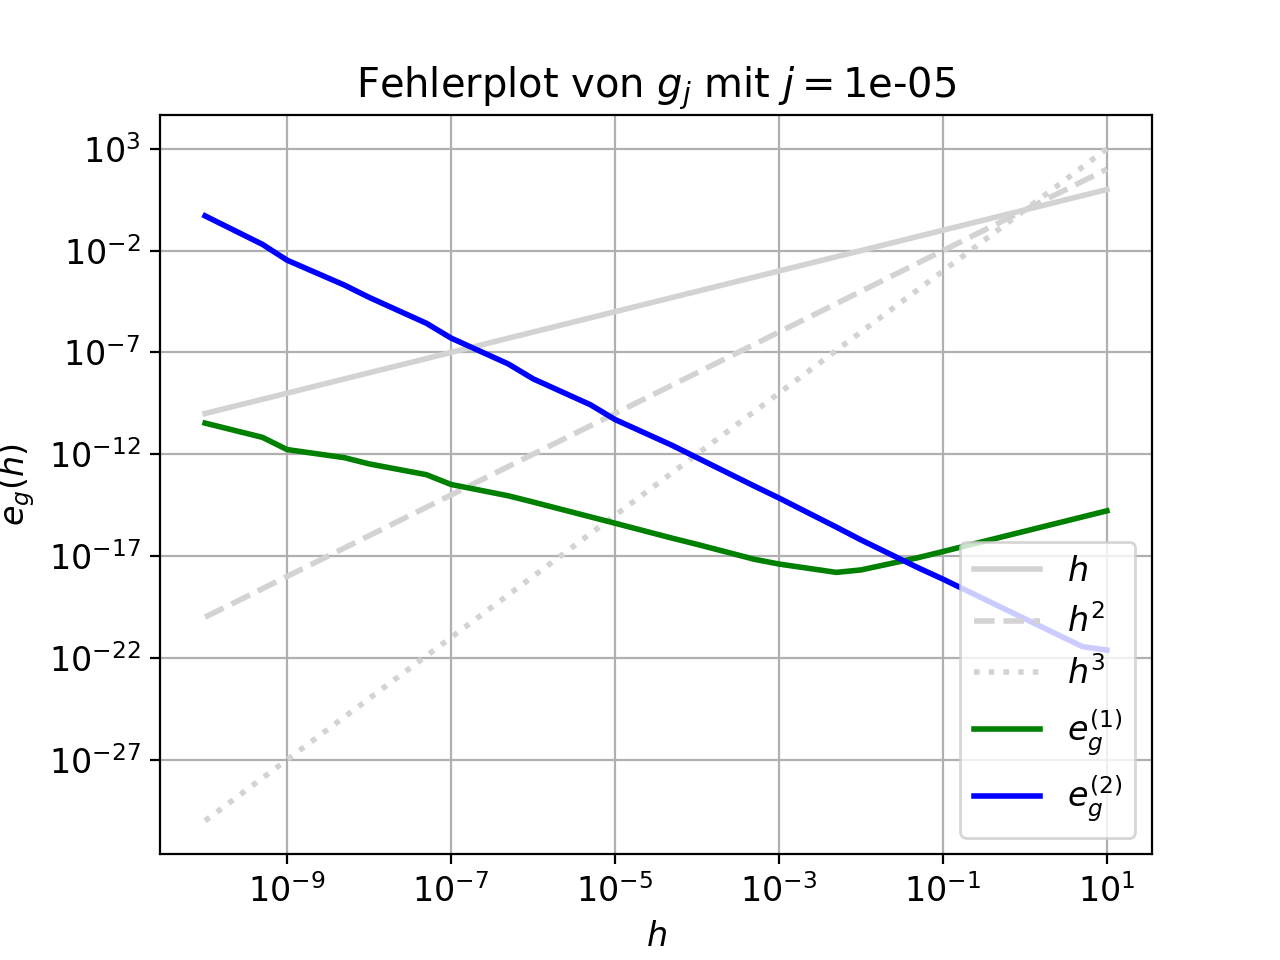 Fehlerplot von $g_j$ mit $j = $1e-05
$10^{3}$
$10^{-2}$
$10^{-7}$
$10^{-12}$
$10^{-17}$
$10^{-22}$
$10^{-27}$
$e_g(h)$
$h$
$h^2$
$h^3$
$e_g^{(1)}$
$e_g^{(2)}$
$10^{-9}$ $10^{-7}$ $10^{-5}$ $10^{-3}$ $10^{-1}$ $10^{1}$
$h$